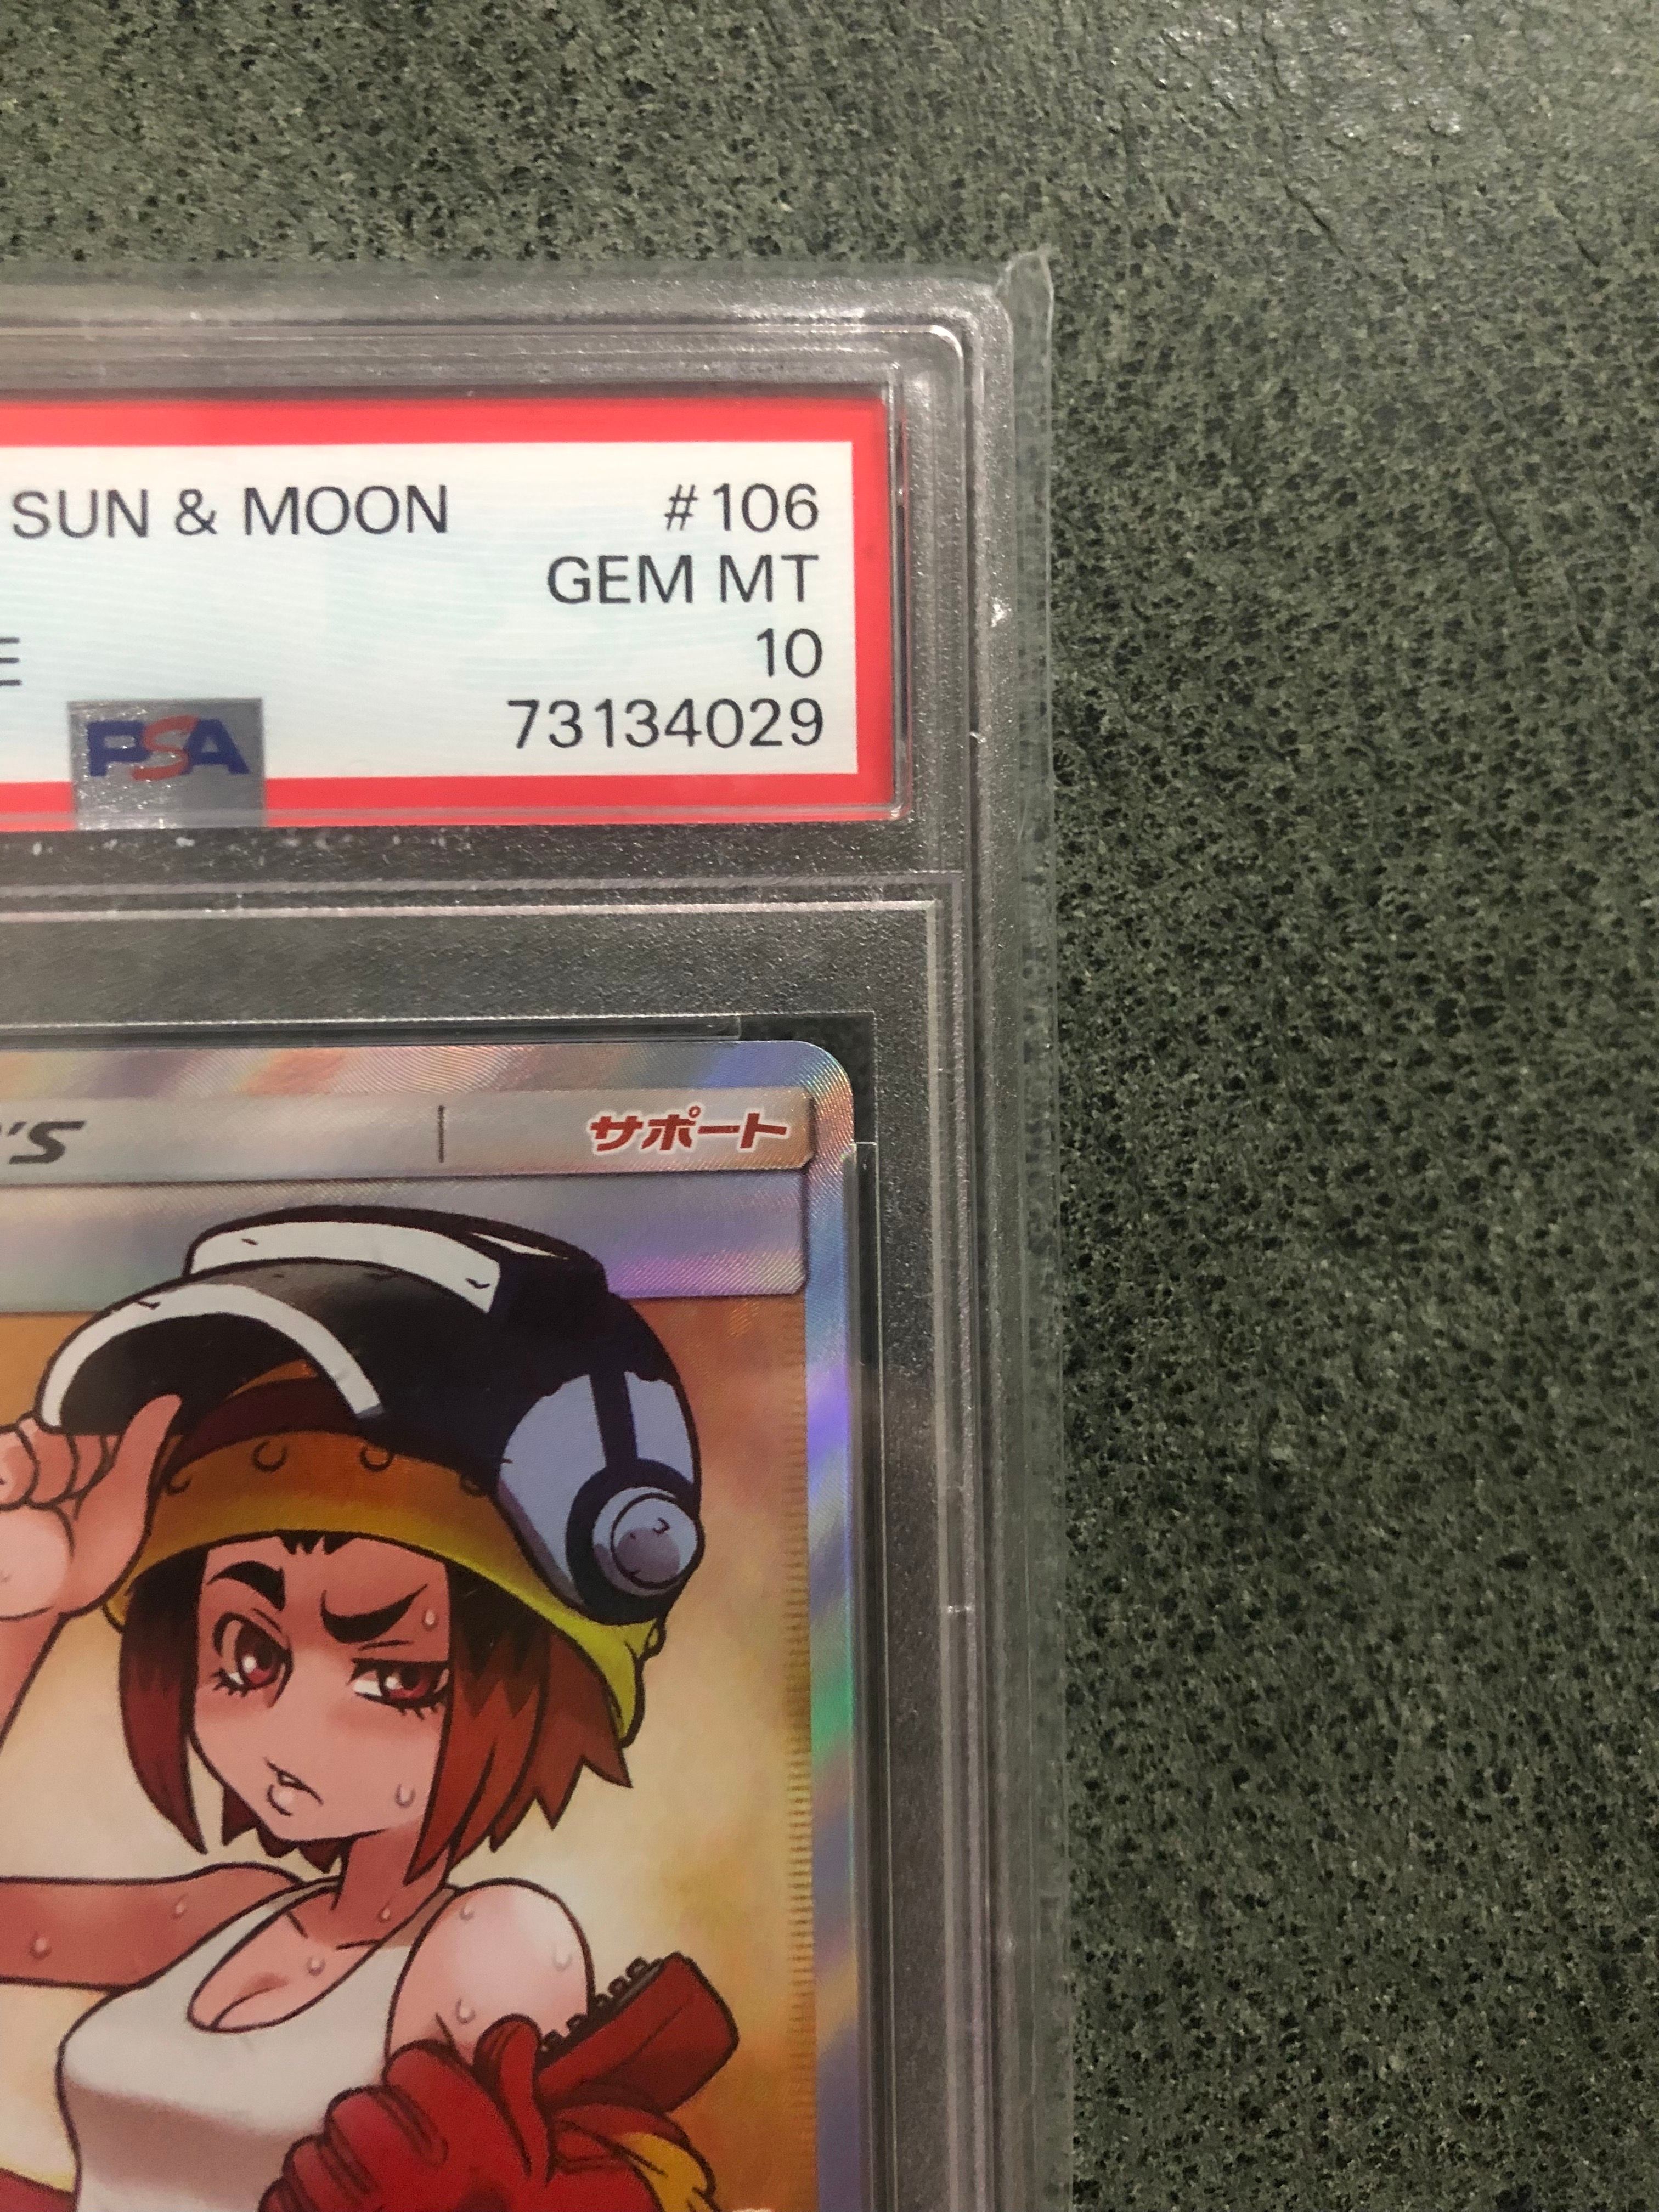 SUN & MOON #106
GEM MT
E 10
PSA 73134029
'S サポート